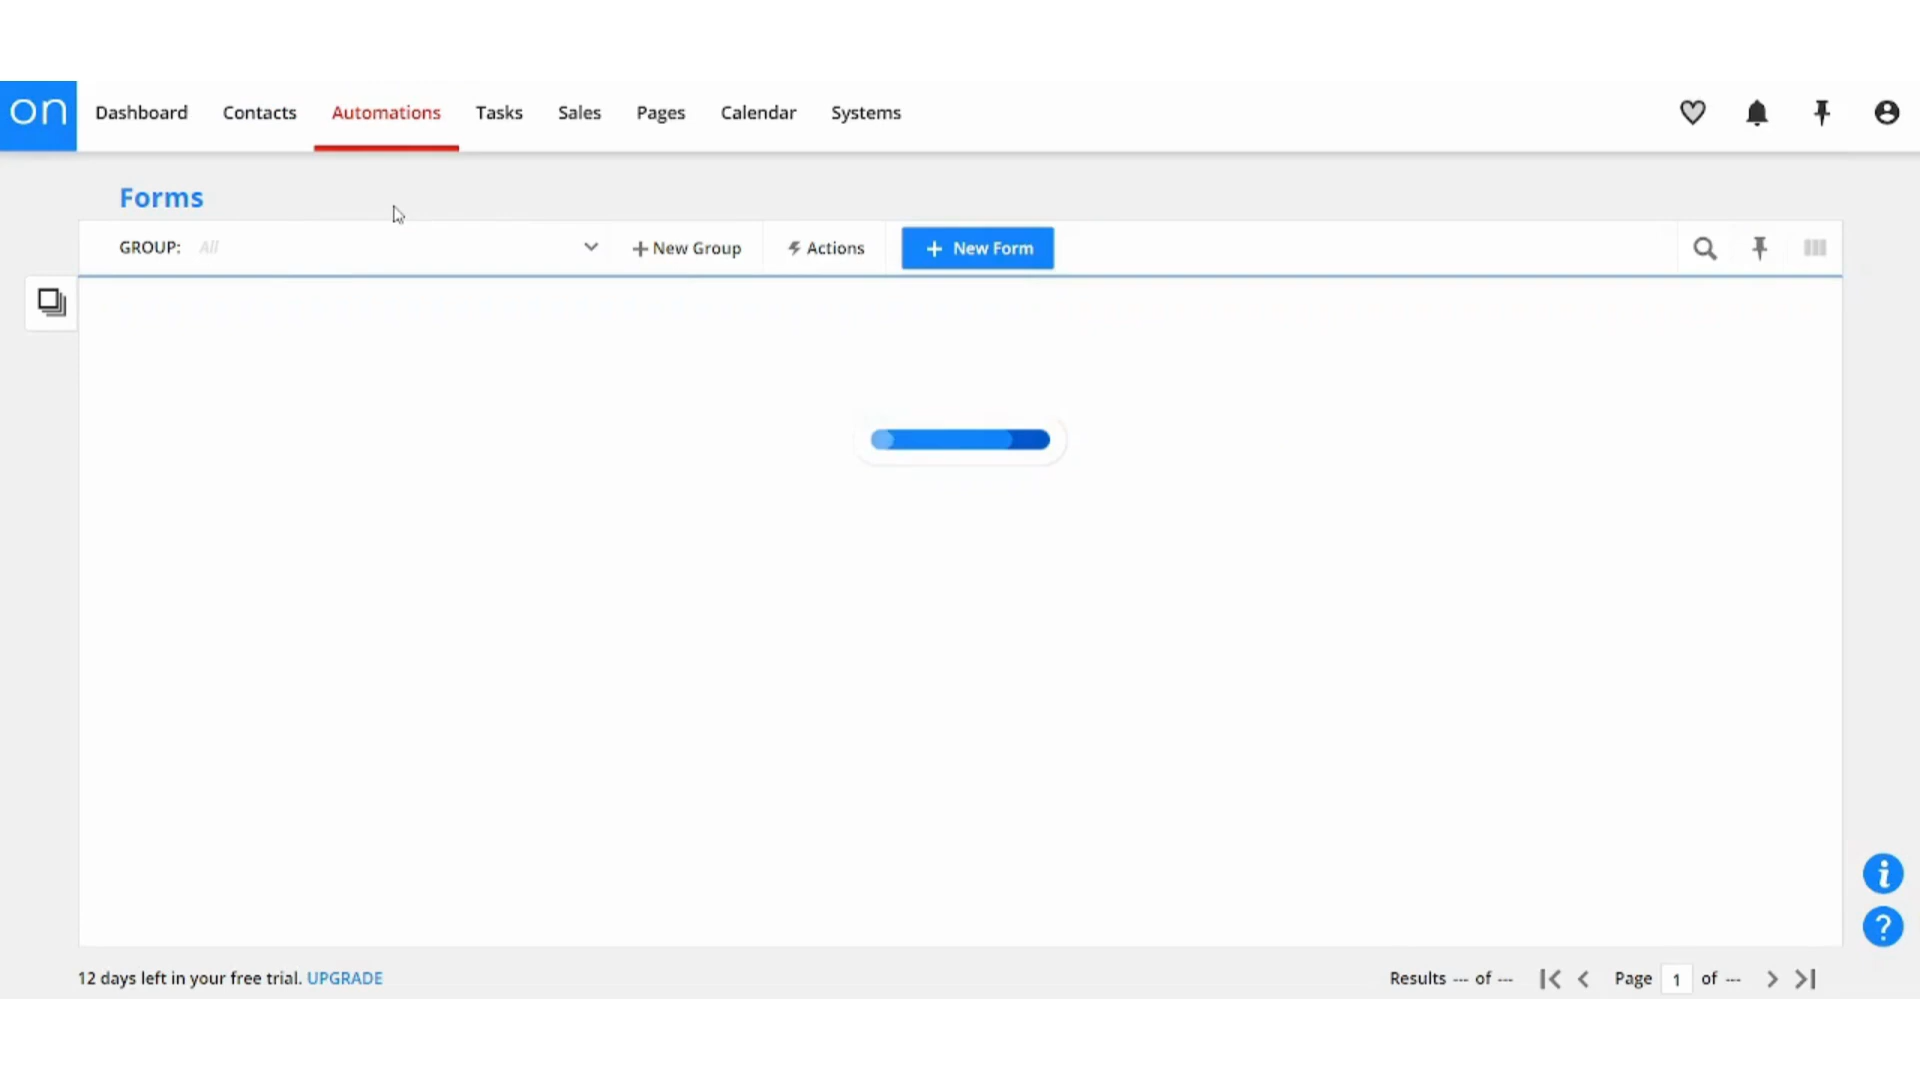 on Dashboard Contacts Automations Tasks Sales Pages Calendar Systems
Forms
GROUP: All New Group Actions + New Form
12 days left in your free trial. UPGRADE Results --- of --- Page 1 of ---